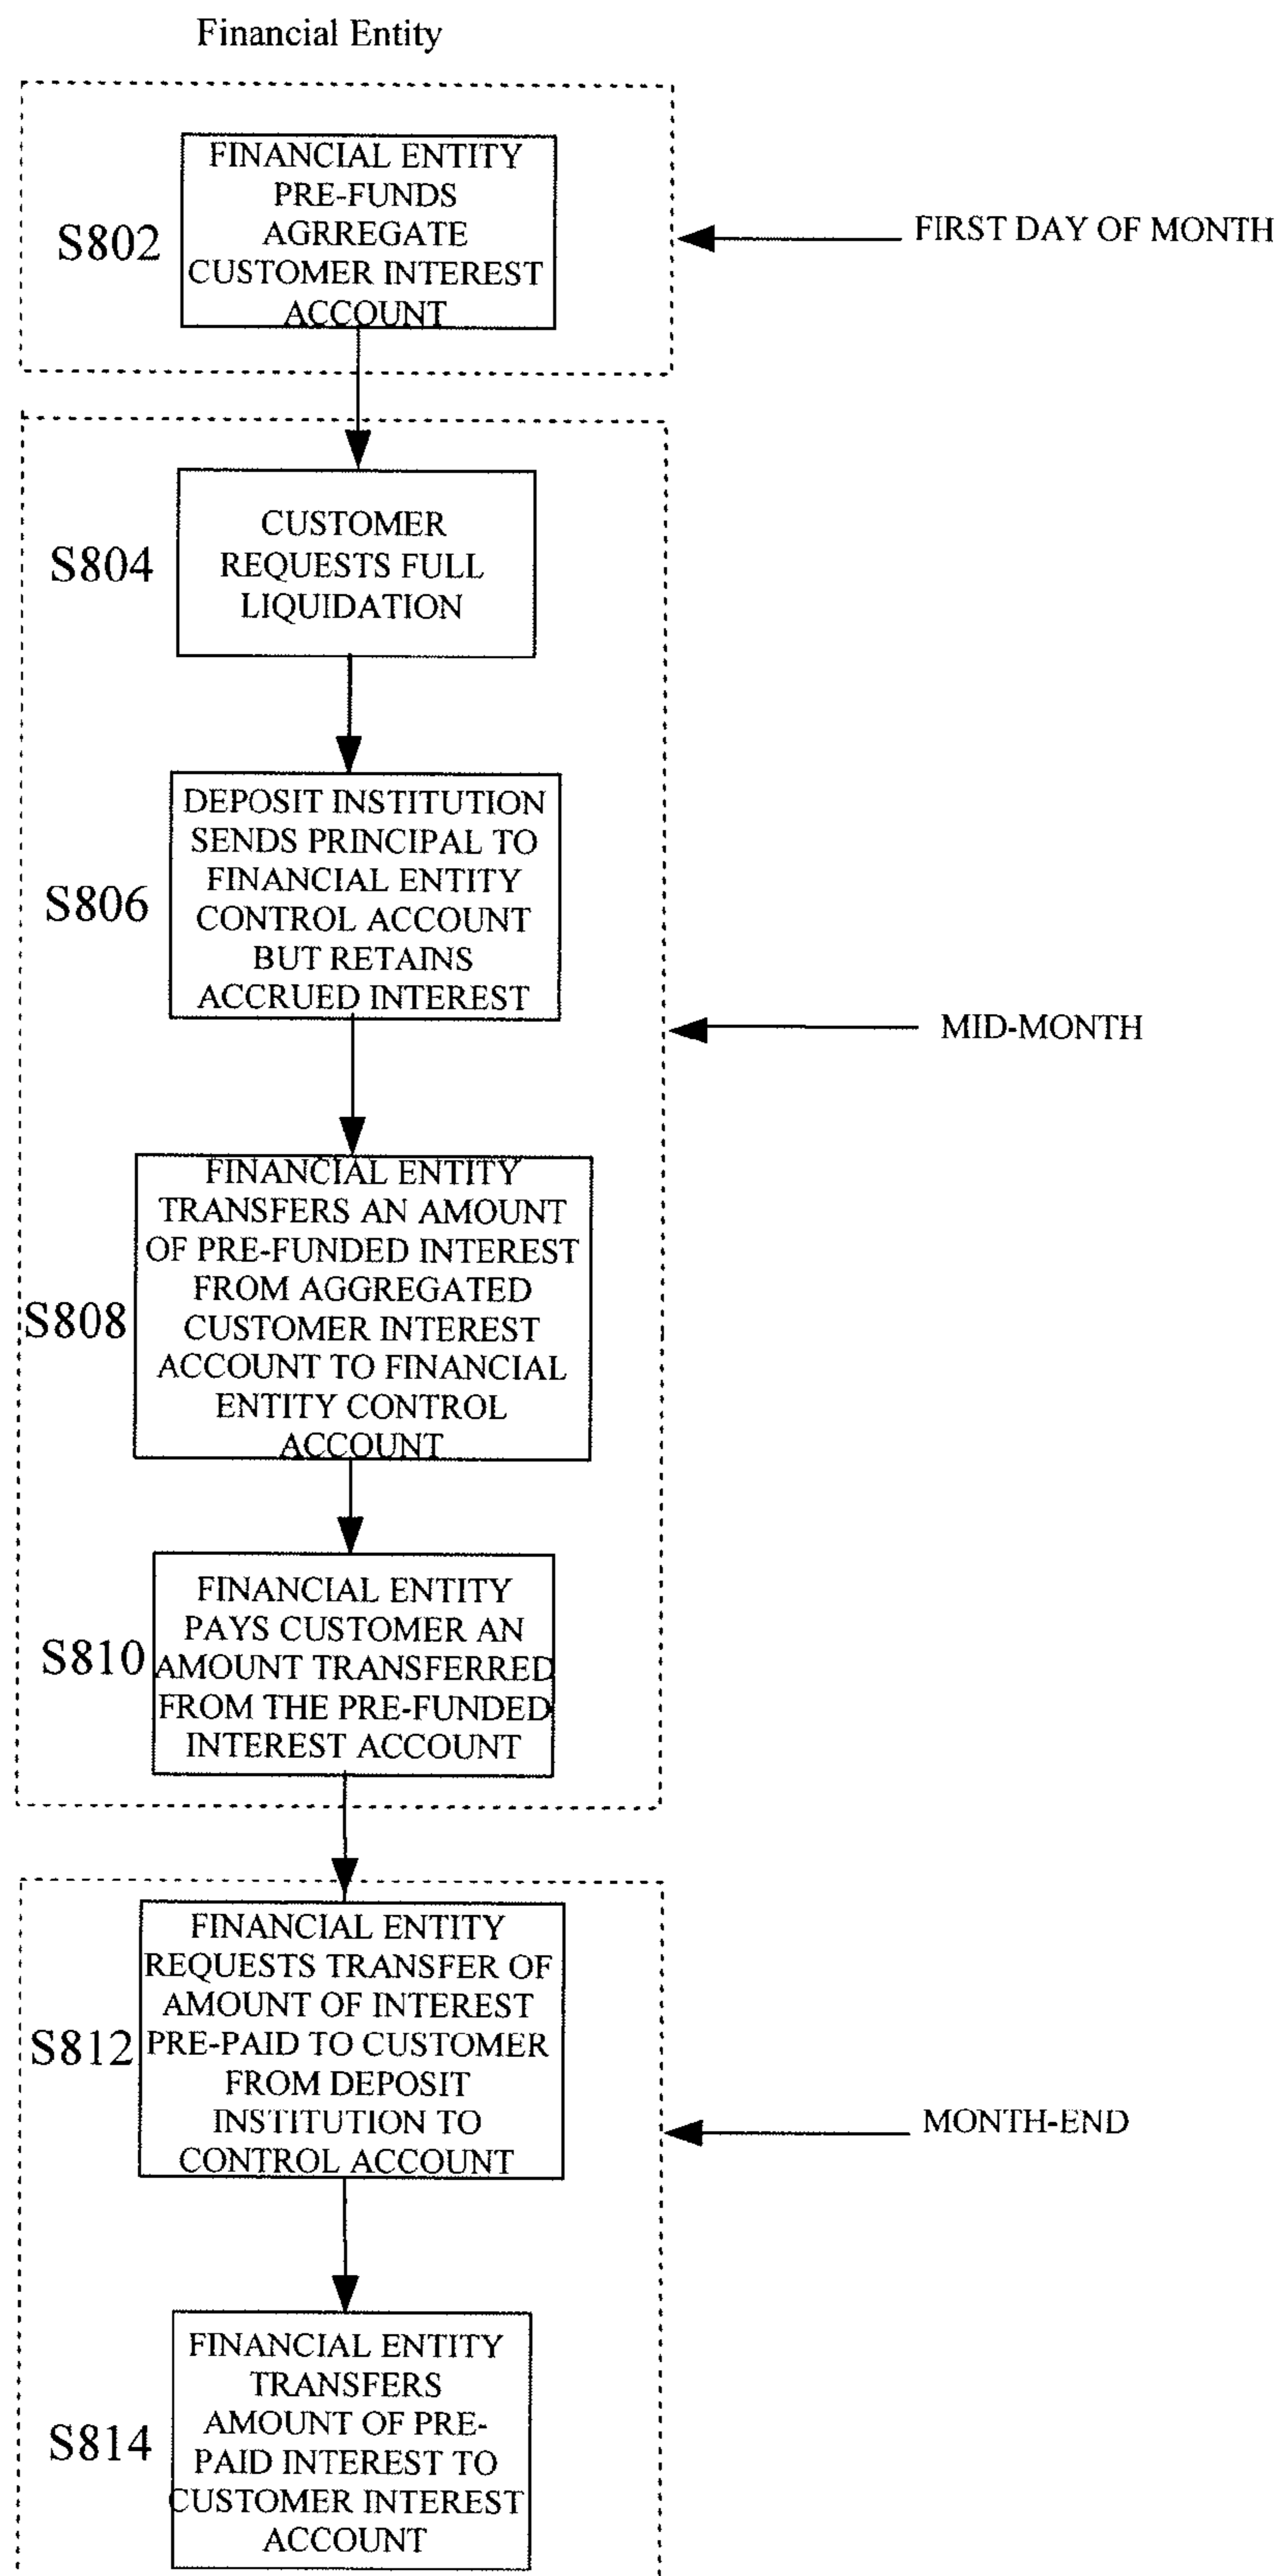 Financial Entity
S802
FINANCIAL ENTITY
PRE-FUNDS
AGRREGATE
CUSTOMER INTEREST
ACCOUNT
FIRST DAY OF MONTH
S804
CUSTOMER
REQUESTS FULL
LIQUIDATION
S806
DEPOSIT INSTITUTION
SENDS PRINCIPAL TO
FINANCIAL ENTITY
CONTROL ACCOUNT
BUT RETAINS
ACCRUED INTEREST
MID-MONTH
S808
FINANCIAL ENTITY
TRANSFERS AN AMOUNT
OF PRE-FUNDED INTEREST
FROM AGGREGATED
CUSTOMER INTEREST
ACCOUNT TO FINANCIAL
ENTITY CONTROL
ACCOUNT
S810
FINANCIAL ENTITY
PAYS CUSTOMER AN
AMOUNT TRANSFERRED
FROM THE PRE-FUNDED
INTEREST ACCOUNT
S812
FINANCIAL ENTITY
REQUESTS TRANSFER OF
AMOUNT OF INTEREST
PRE-PAID TO CUSTOMER
FROM DEPOSIT
INSTITUTION TO
CONTROL ACCOUNT
MONTH-END
S814
FINANCIAL ENTITY
TRANSFERS
AMOUNT OF PRE-
PAID INTEREST TO
CUSTOMER INTEREST
ACCOUNT